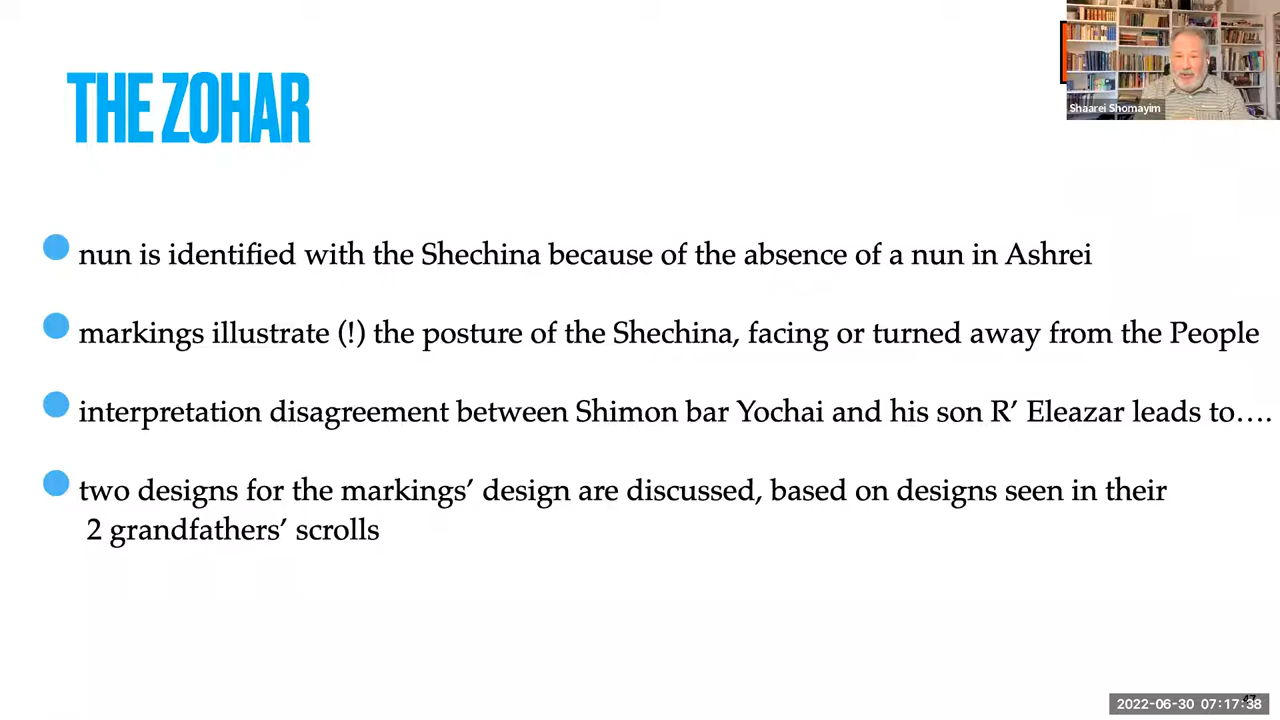 THE ZOHAR
Shaarei Shomayim
nun is identified with the Shechina because of the absence of a nun in Ashrei
markings illustrate (!) the posture of the Shechina, facing or turned away from the People
interpretation disagreement between Shimon bar Yochai and his son R’ Eleazar leads to….
two designs for the markings’ design are discussed, based on designs seen in their
2 grandfathers’ scrolls
47
2022-06-30 07:17:38